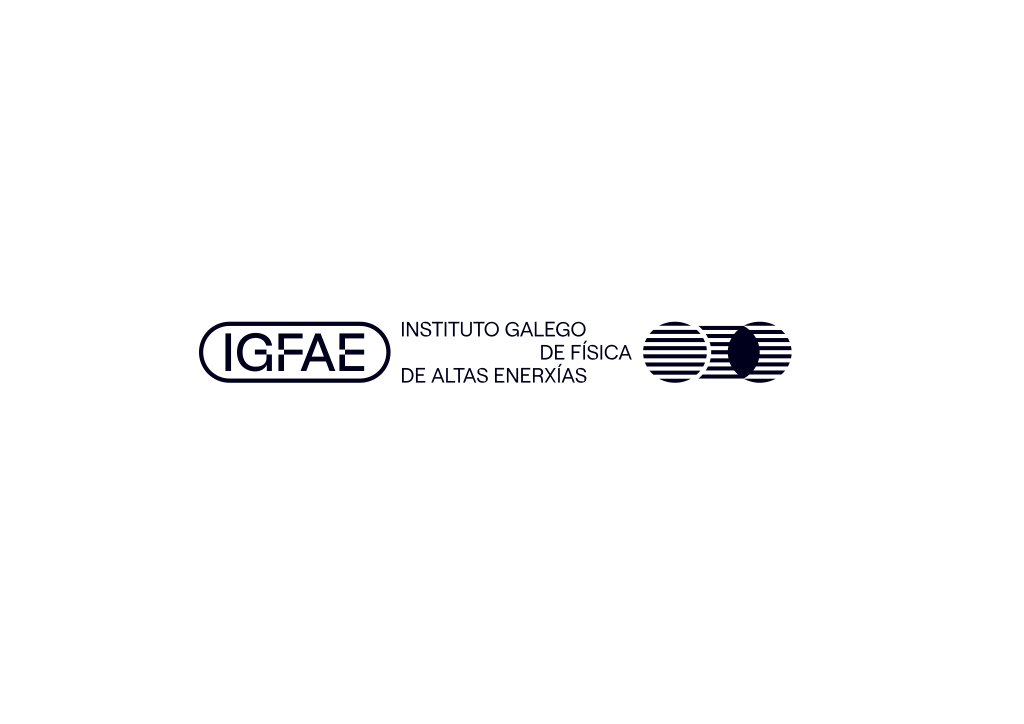 IGFAE
INSTITUTO GALEGO
DE FÍSICA
DE ALTAS ENERXÍAS